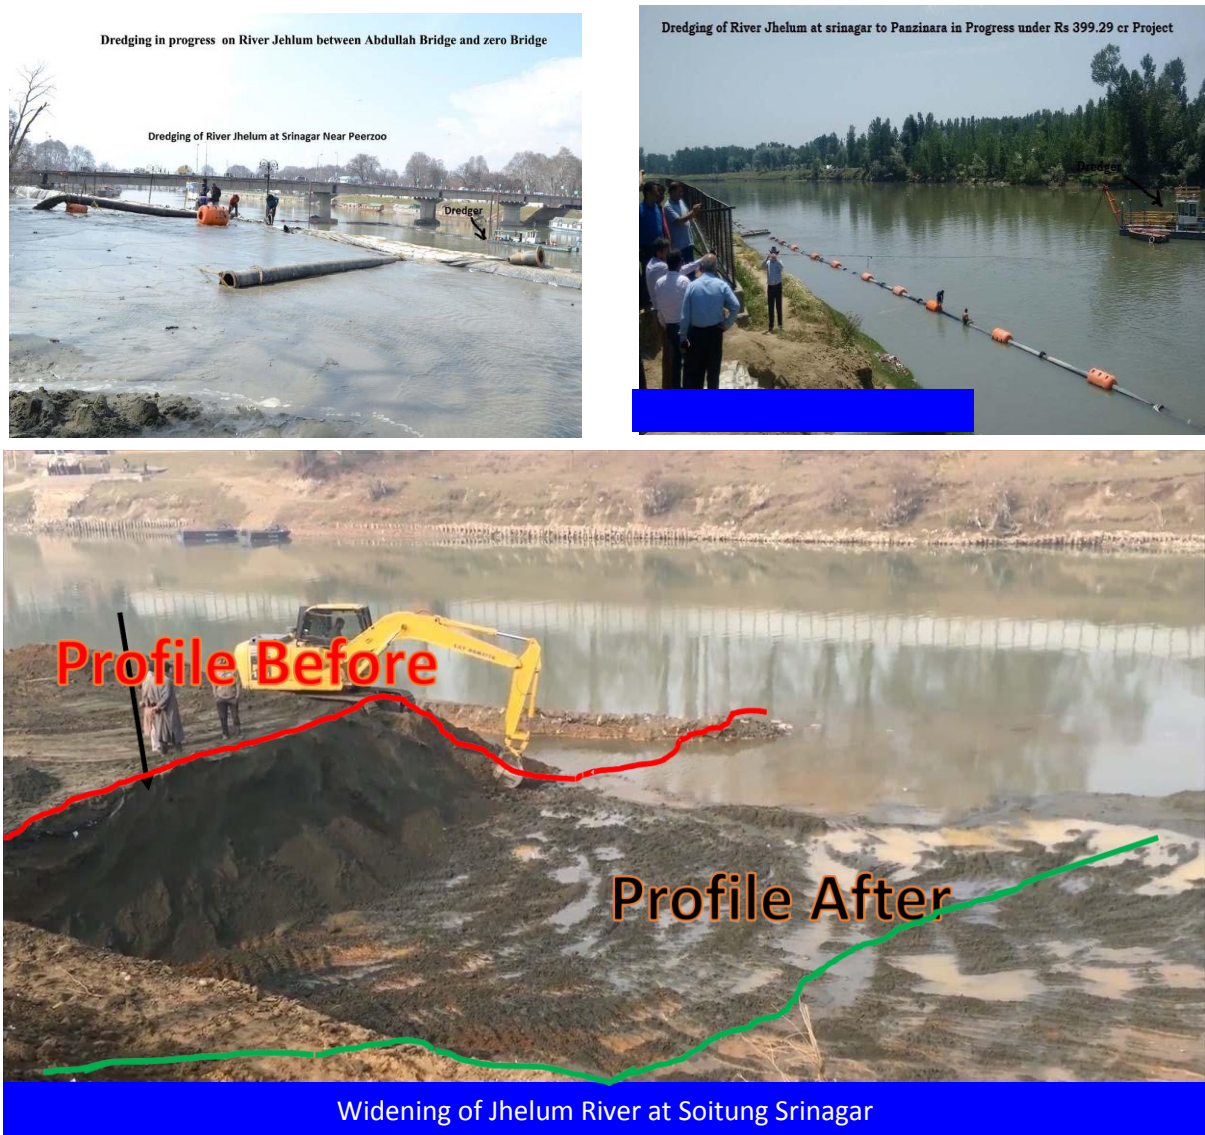 Dredging in progress on River Jehlum between Abdullah Bridge and zero Bridge
Dredging of River Jhelum at Srinagar Near Peerzoo
Dredger
Dredging of River Jhelum at srinagar to Panzinara in Progress under Rs 399.29 cr Project
Dredger
Profile Before
Profile After
Widening of Jhelum River at Soitung Srinagar